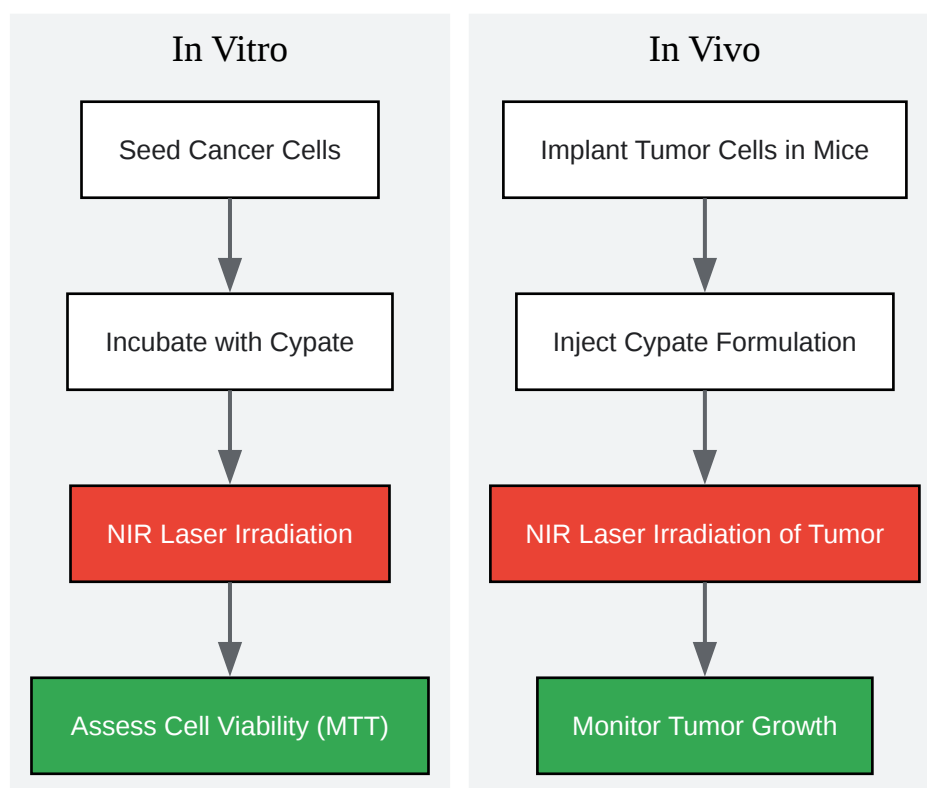 In Vitro
Seed Cancer Cells
Incubate with Cypate
NIR Laser Irradiation
Assess Cell Viability (MTT)
In Vivo
Implant Tumor Cells in Mice
Inject Cypate Formulation
NIR Laser Irradiation of Tumor
Monitor Tumor Growth